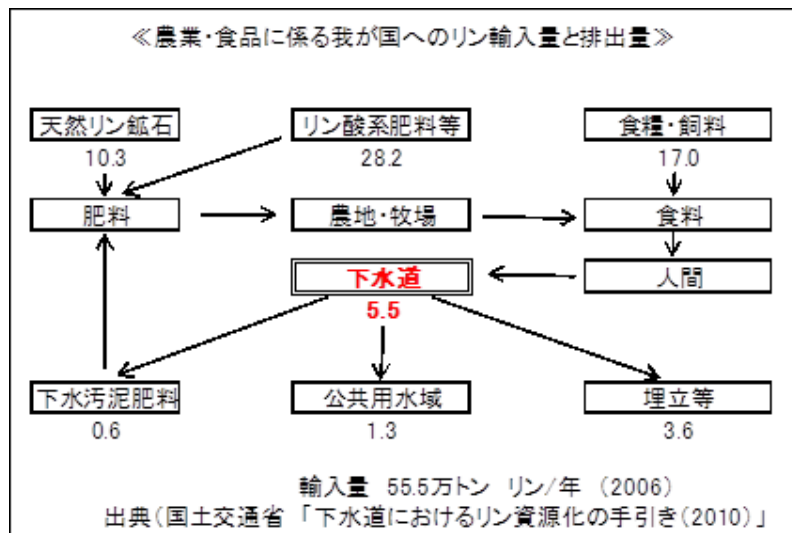 ≪農業・食品に係る我が国へのリン輸入量と排出量≫
天然リン鉱石 リン酸系肥料等 食糧・飼料
10.3 28.2 17.0
肥料 農地・牧場 食料
下水道 人間
5.5
下水汚泥肥料 公共用水域 埋立等
0.6 1.3 3.6
輸入量 55.5万トン リン/年 (2006)
出典(国土交通省 「下水道におけるリン資源化の手引き(2010)」